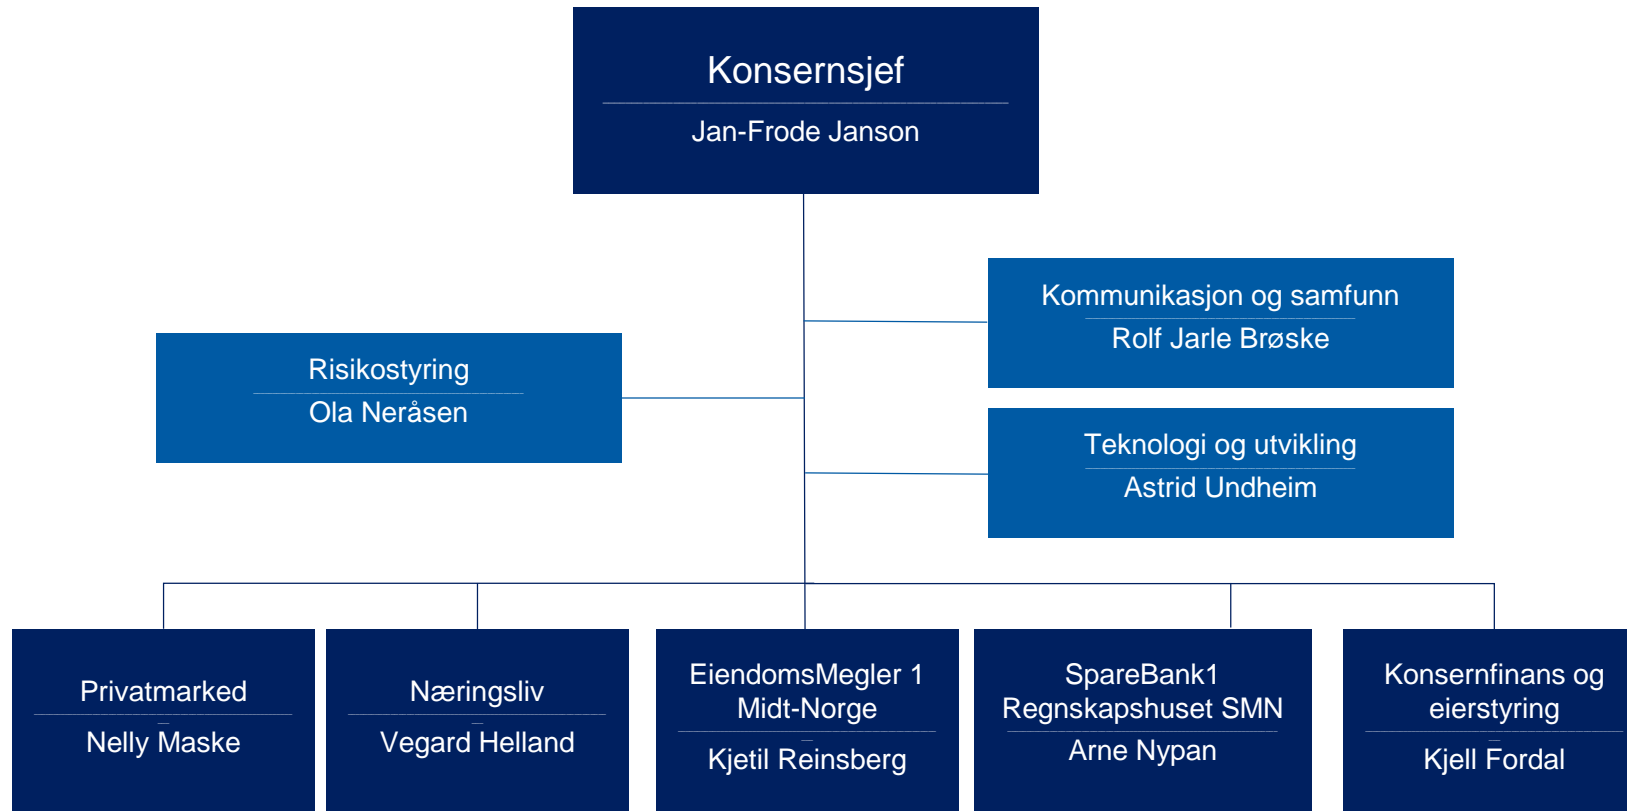 Konsernsjef
Jan-Frode Janson
Kommunikasjon og samfunn
Rolf Jarle Brøske
Risikostyring
Ola Neråsen
Teknologi og utvikling
Astrid Undheim
Privatmarked
Nelly Maske
Næringsliv
Vegard Helland
EiendomsMegler 1
Midt-Norge
Kjetil Reinsberg
SpareBank1
Regnskapshuset SMN
Arne Nypan
Konsernfinans og
eierstyring
Kjell Fordal